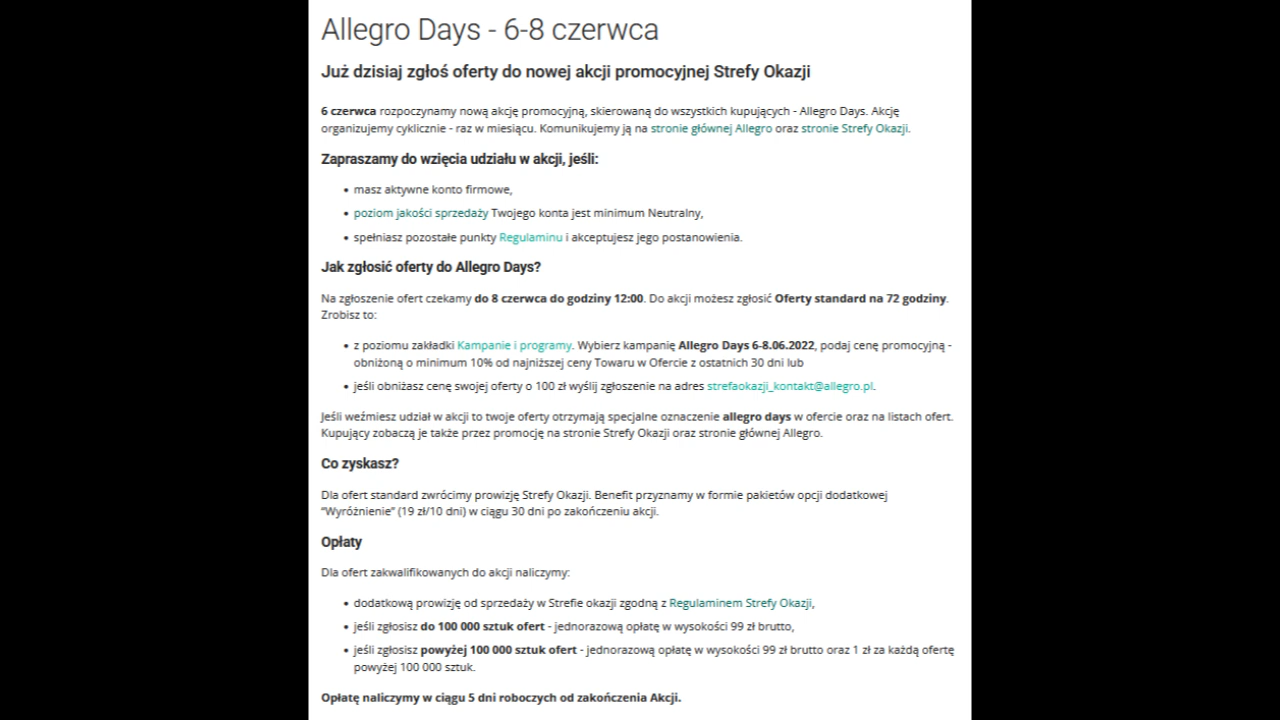 Allegro Days - 6-8 czerwca
Już dzisiaj zgłoś oferty do nowej akcji promocyjnej Strefy Okazji
6 czerwca rozpoczynamy nową akcję promocyjną, skierowaną do wszystkich kupujących - Allegro Days. Akcję
organizujemy cyklicznie - raz w miesiącu. Komunikujemy ją na stronie głównej Allegro oraz stronie Strefy Okazji.
Zapraszamy do wzięcia udziału w akcji, jeśli:
• masz aktywne konto firmowe,
• poziom jakości sprzedaży Twojego konta jest minimum Neutralny,
• spełniasz pozostałe punkty Regulaminu i akceptujesz jego postanowienia.
Jak zgłosić oferty do Allegro Days?
Na zgłoszenie ofert czekamy do 8 czerwca do godziny 12:00. Do akcji możesz zgłosić Oferty standard na 72 godziny.
Zrobisz to:
• z poziomu zakładki Kampanie i programy. Wybierz kampanię Allegro Days 6-8.06.2022, podaj cenę promocyjną -
obniżoną o minimum 10% od najniższej ceny Towaru w Ofercie z ostatnich 30 dni lub
• jeśli obniżasz cenę swojej oferty o 100 zł wyślij zgłoszenie na adres strefaokazji_kontakt@allegro.pl.
Jeśli weźmiesz udział w akcji to twoje oferty otrzymają specjalne oznaczenie allegro days w ofercie oraz na listach ofert.
Kupujący zobaczą je także przez promocję na stronie Strefy Okazji oraz stronie głównej Allegro.
Co zyskasz?
Dla ofert standard zwrócimy prowizję Strefy Okazji. Benefit przyznamy w formie pakietów opcji dodatkowej
"Wyróżnienie" (19 zł/10 dni) w ciągu 30 dni po zakończeniu akcji.
Opłaty
Dla ofert zakwalifikowanych do akcji naliczymy:
• dodatkową prowizję od sprzedaży w Strefie okazji zgodną z Regulaminem Strefy Okazji,
• jeśli zgłosisz do 100 000 sztuk ofert - jednorazową opłatę w wysokości 99 zł brutto,
• jeśli zgłosisz powyżej 100 000 sztuk ofert - jednorazową opłatę w wysokości 99 zł brutto oraz 1 zł za każdą ofertę
powyżej 100 000 sztuk.
Opłatę naliczymy w ciągu 5 dni roboczych od zakończenia Akcji.